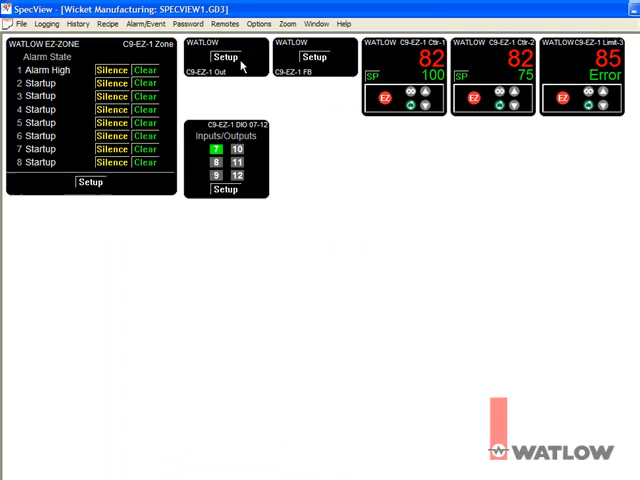 SpecView - [Wicket Manufacturing: SPECVIEW1.GD3]
File Logging History Recipe Alarm/Event Password Remotes Options Zoom Window Help
WATLOW EZ-ZONE C9-EZ-1 Zone
Alarm State
1 Alarm High Silence Clear
2 Startup Silence Clear
3 Startup Silence Clear
4 Startup Silence Clear
5 Startup Silence Clear
6 Startup Silence Clear
7 Startup Silence Clear
8 Startup Silence Clear
Setup
WATLOW
Setup
C9-EZ-1 Out
WATLOW
Setup
C9-EZ-1 FB
C9-EZ-1 DIO 07-12
Inputs/Outputs
7 10
8 11
9 12
Setup
WATLOW C9-EZ-1 Ctlr-1
82
SP 100
EZ
WATLOW C9-EZ-1 Ctlr-2
82
SP 75
EZ
WATLOW C9-EZ-1 Limit-3
85
Error
EZ
WATLOW